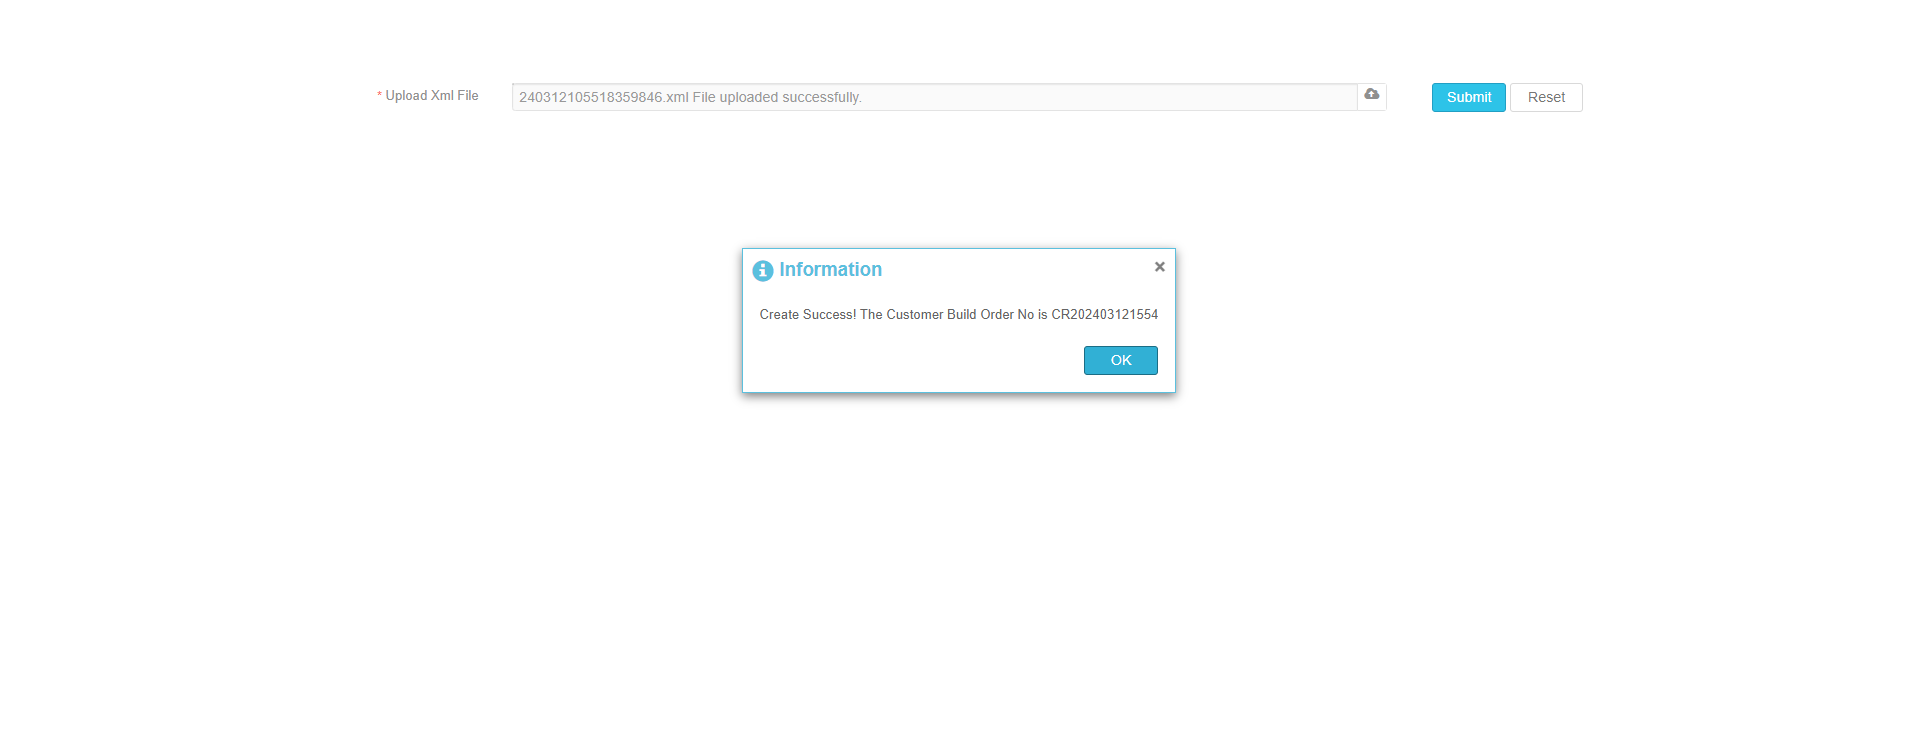 * Upload Xml File
240312105518359846.xml File uploaded successfully.
Submit
Reset
Information
×
Create Success! The Customer Build Order No is CR202403121554
OK